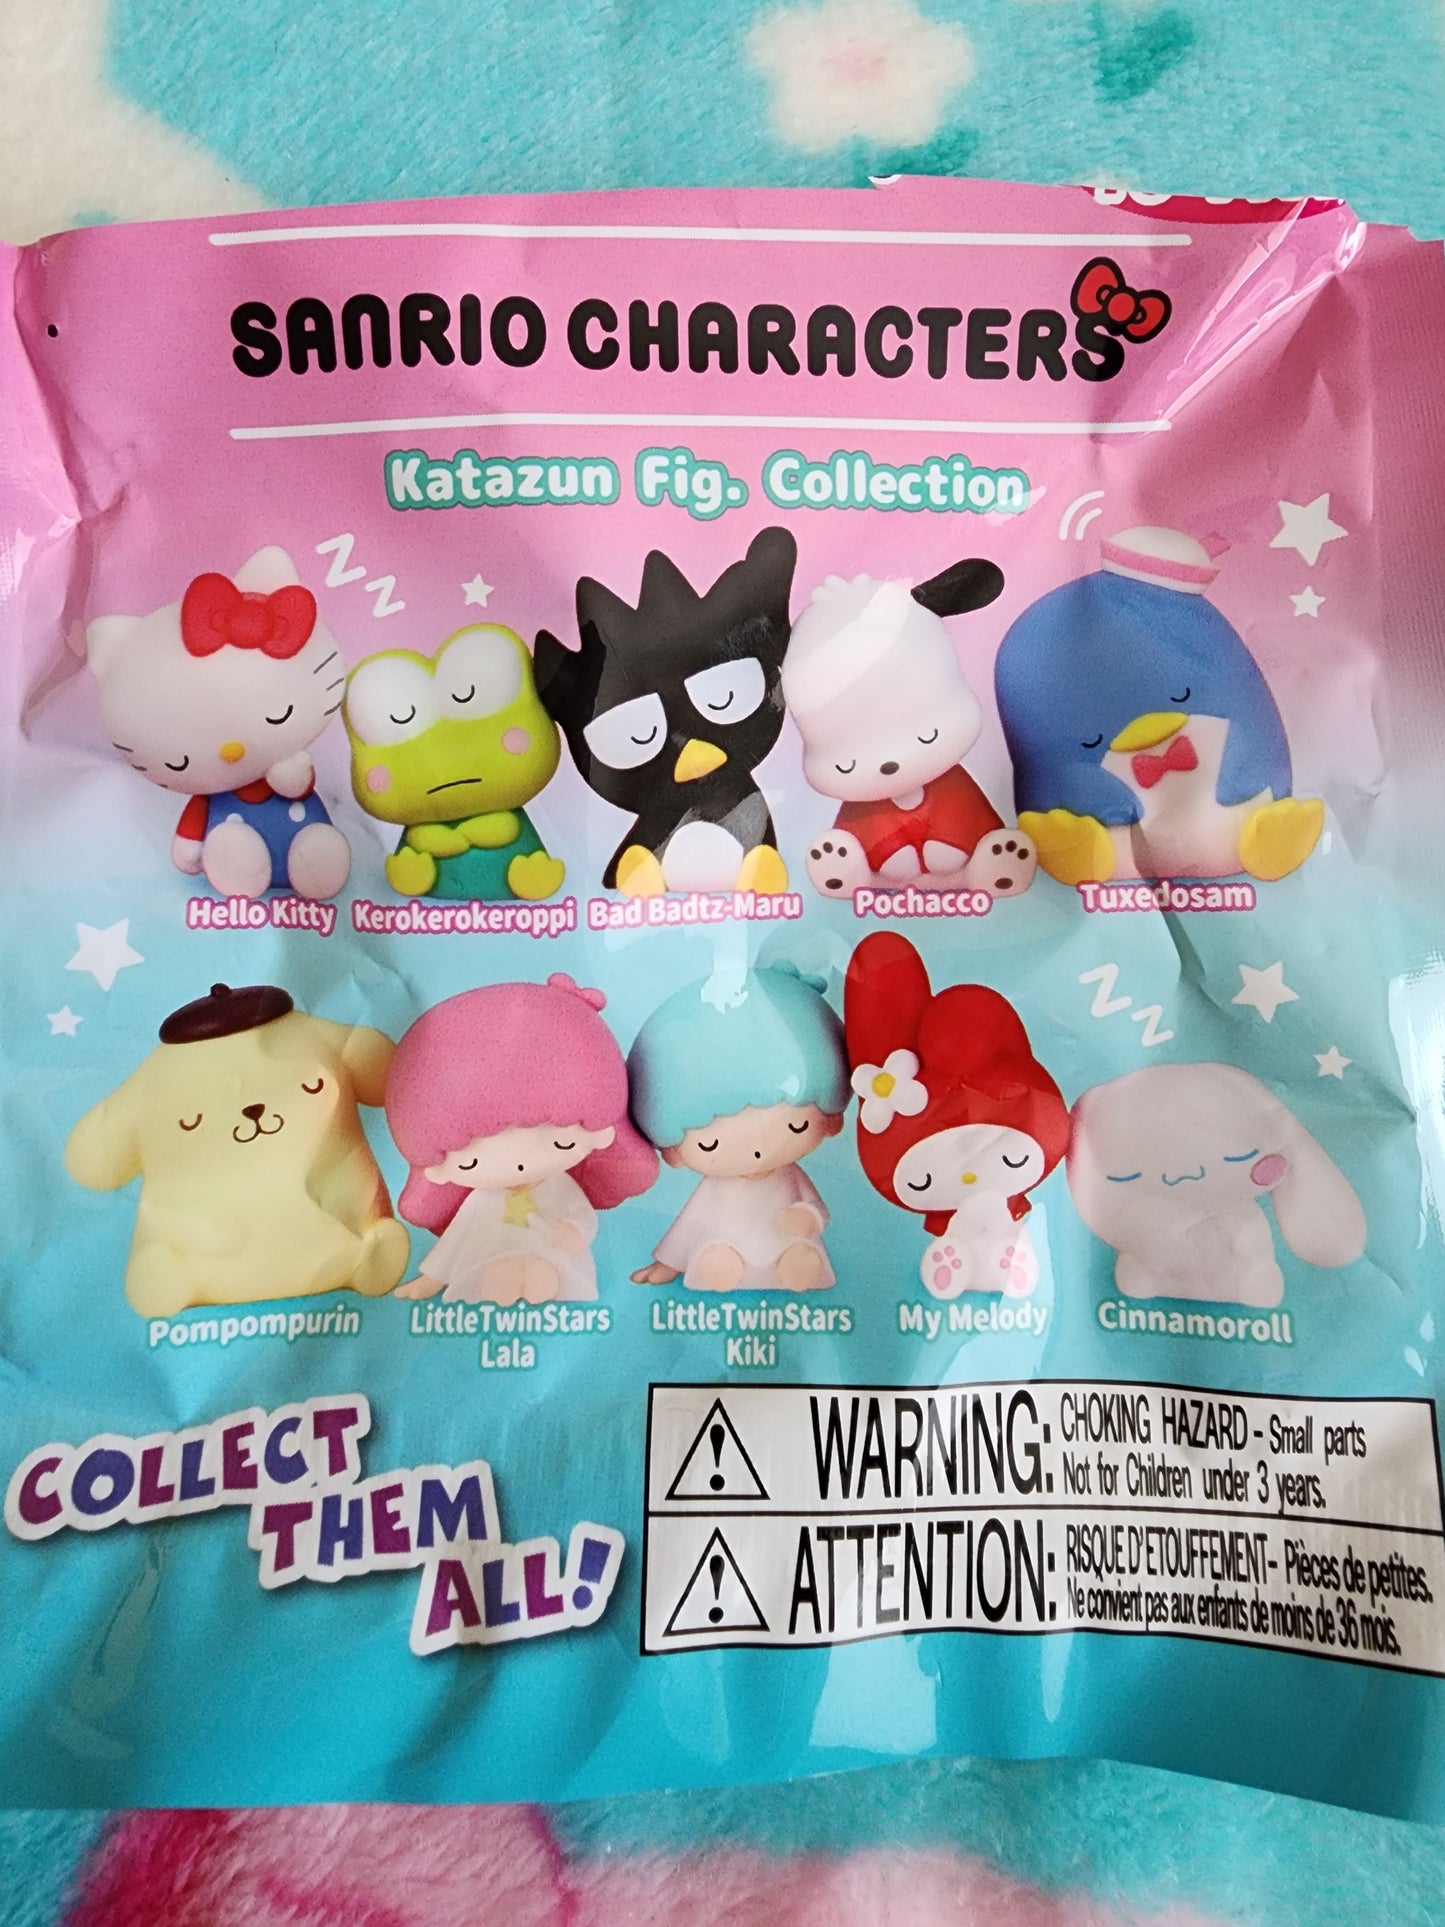 SANRIO CHARACTERS
Katazun Fig. Collection
Z
Z
Hello Kitty Kerokerokeroppi Bad Badtz-Maru Pochacco Tuxedosam
Z
Z
Pompompurin LittleTwinStars LittleTwinStars My Melody Cinnamoroll
Lala Kiki
COLLECT
THEM
ALL!
WARNING: CHOKING HAZARD - Small parts
Not for Children under 3 years.
ATTENTION: RISQUE D'ETOUFFEMENT- Pièces de petites.
Ne convient pas aux enfants de moins de 36 mois.